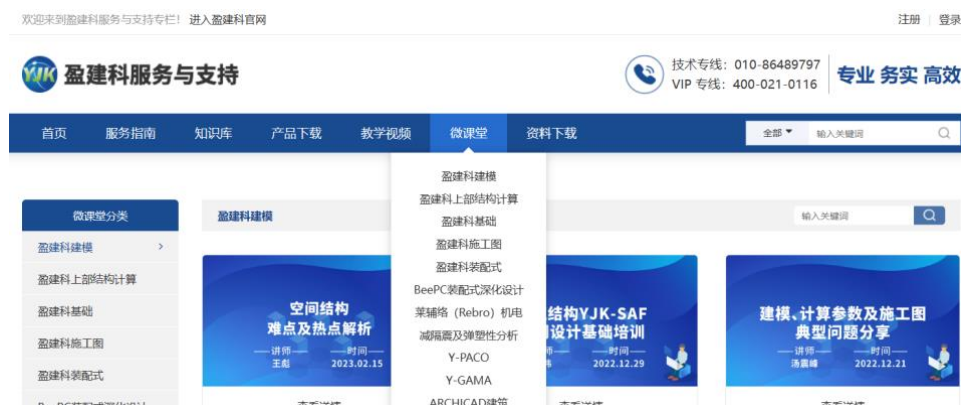 欢迎来到盈建科服务与支持专栏! 进入盈建科官网
注册 登录
YJK 盈建科服务与支持
技术专线: 010-86489797
VIP 专线: 400-021-0116
专业 务实 高效
首页 服务指南 知识库 产品下载 教学视频 微课堂 资料下载
全部 输入关键词
盈建科建模
盈建科上部结构计算
盈建科基础
盈建科施工图
盈建科装配式
BeePC装配式深化设计
莱辅络（Rebro）机电
减隔震及弹塑性分析
Y-PACO
Y-GAMA
ARCHICAD建筑
微课堂分类
盈建科建模
盈建科上部结构计算
盈建科基础
盈建科施工图
盈建科装配式
盈建科建模
输入关键词
空间结构
难点及热点解析
讲师 时间
王彪 2023.02.15
结构YJK-SAF
设计基础培训
时间
2022.12.29
建模、计算参数及施工图
典型问题分享
讲师 时间
汤震峰 2022.12.21